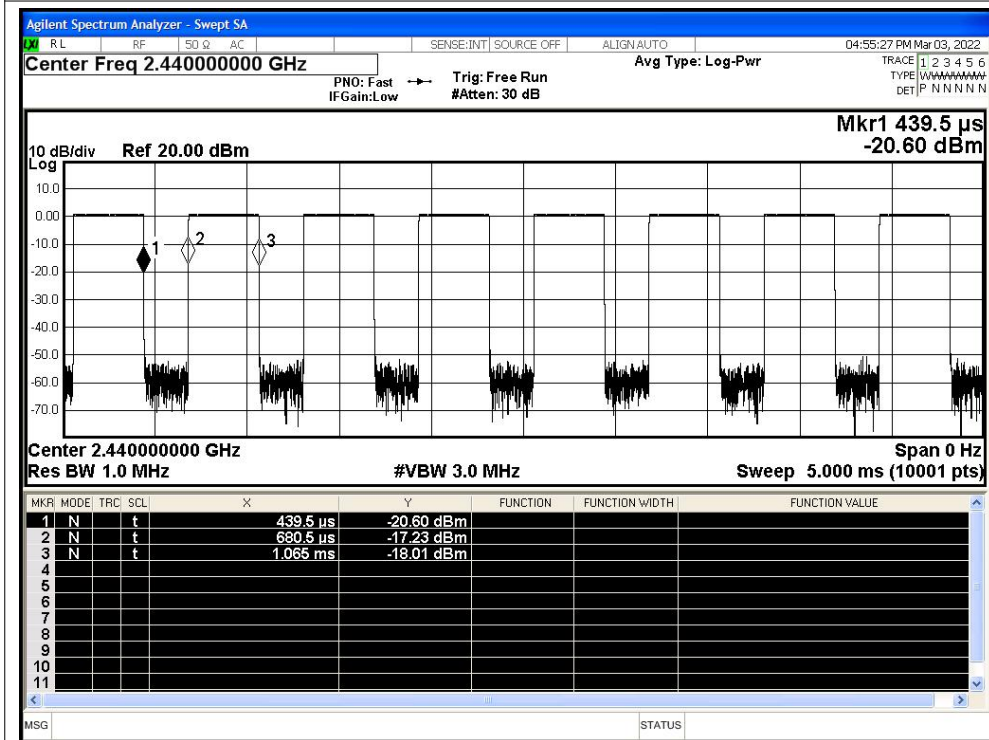 Agilent Spectrum Analyzer - Swept SA
LXI RL RF 50 Ω AC SENSE:INT SOURCE OFF ALIGN AUTO 04:55:27 PM Mar 03, 2022
Center Freq 2.440000000 GHz Avg Type: Log-Pwr TRACE 1 2 3 4 5 6
PNO: Fast Trig: Free Run TYPE
IFGain:Low #Atten: 30 dB DET P N N N N N
Mkr1 439.5 µs
10 dB/div Ref 20.00 dBm -20.60 dBm
Log
10.0
0.00
-10.0
1 2 3
-20.0
-30.0
-40.0
-50.0
-60.0
-70.0
Center 2.440000000 GHz Span 0 Hz
Res BW 1.0 MHz #VBW 3.0 MHz Sweep 5.000 ms (10001 pts)
MKR MODE TRC SCL X Y FUNCTION FUNCTION WIDTH FUNCTION VALUE
1 N t 439.5 µs -20.60 dBm
2 N t 680.5 µs -17.23 dBm
3 N t 1.065 ms -18.01 dBm
4
5
6
7
8
9
10
11
MSG STATUS